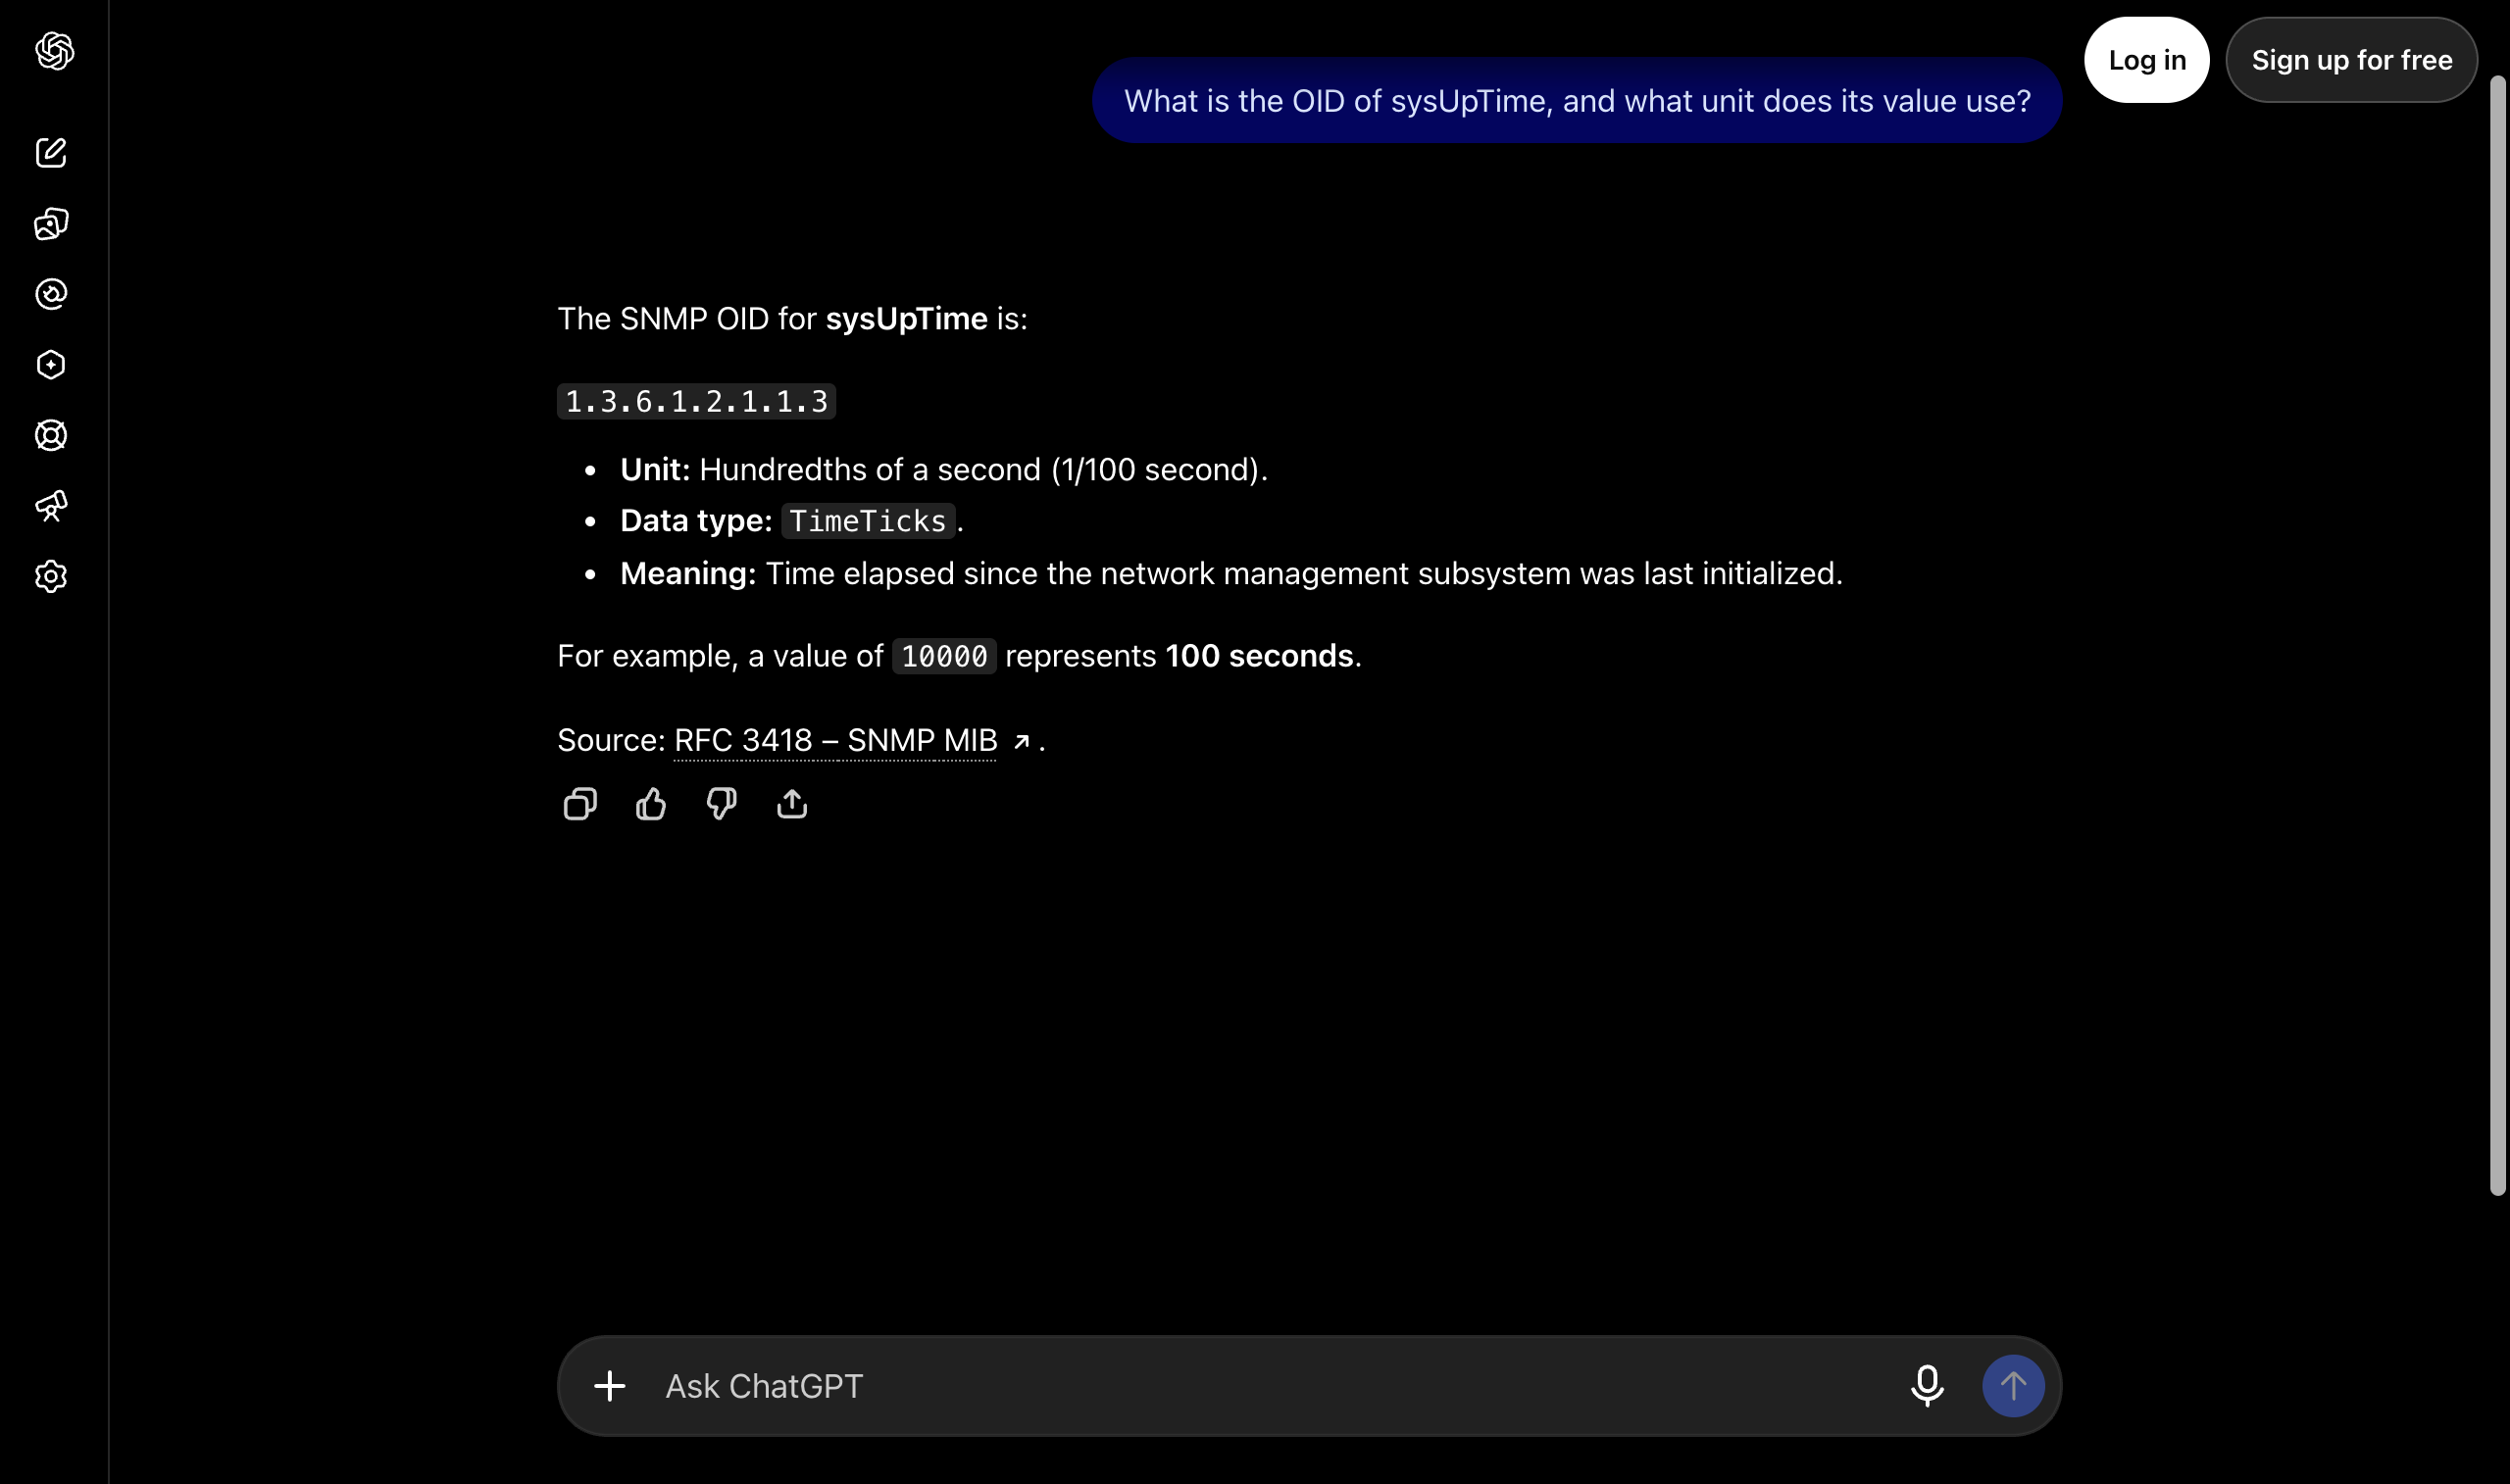 Log in
Sign up for free
What is the OID of sysUpTime, and what unit does its value use?
The SNMP OID for sysUpTime is:
1.3.6.1.2.1.1.3
• Unit: Hundredths of a second (1/100 second).
• Data type: TimeTicks.
• Meaning: Time elapsed since the network management subsystem was last initialized.
For example, a value of 10000 represents 100 seconds.
Source: RFC 3418 – SNMP MIB ↗.
Ask ChatGPT